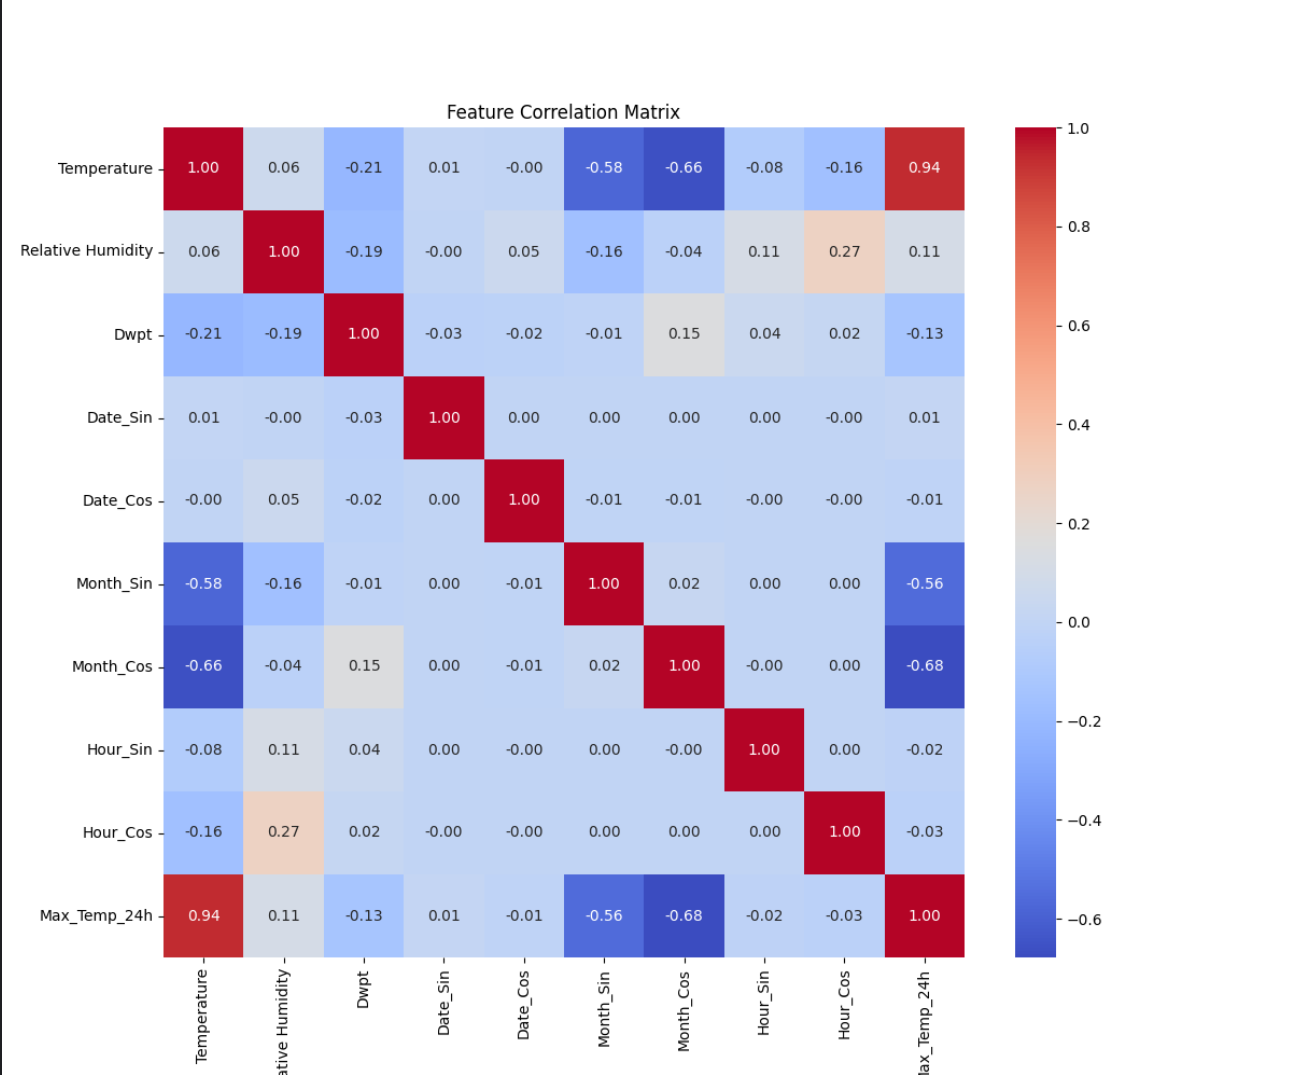 Feature Correlation Matrix
Temperature 1.00 0.06 -0.21 0.01 -0.00 -0.58 -0.66 -0.08 -0.16 0.94
Relative Humidity 0.06 1.00 -0.19 -0.00 0.05 -0.16 -0.04 0.11 0.27 0.11
Dwpt -0.21 -0.19 1.00 -0.03 -0.02 -0.01 0.15 0.04 0.02 -0.13
Date_Sin 0.01 -0.00 -0.03 1.00 0.00 0.00 0.00 0.00 -0.00 0.01
Date_Cos -0.00 0.05 -0.02 0.00 1.00 -0.01 -0.01 -0.00 -0.00 -0.01
Month_Sin -0.58 -0.16 -0.01 0.00 -0.01 1.00 0.02 0.00 0.00 -0.56
Month_Cos -0.66 -0.04 0.15 0.00 -0.01 0.02 1.00 -0.00 0.00 -0.68
Hour_Sin -0.08 0.11 0.04 0.00 -0.00 0.00 -0.00 1.00 0.00 -0.02
Hour_Cos -0.16 0.27 0.02 -0.00 -0.00 0.00 0.00 0.00 1.00 -0.03
Max_Temp_24h 0.94 0.11 -0.13 0.01 -0.01 -0.56 -0.68 -0.02 -0.03 1.00
Temperature
ative Humidity
Dwpt
Date_Sin
Date_Cos
Month_Sin
Month_Cos
Hour_Sin
Hour_Cos
ax_Temp_24h
1.0
0.8
0.6
0.4
0.2
0.0
−0.2
−0.4
−0.6